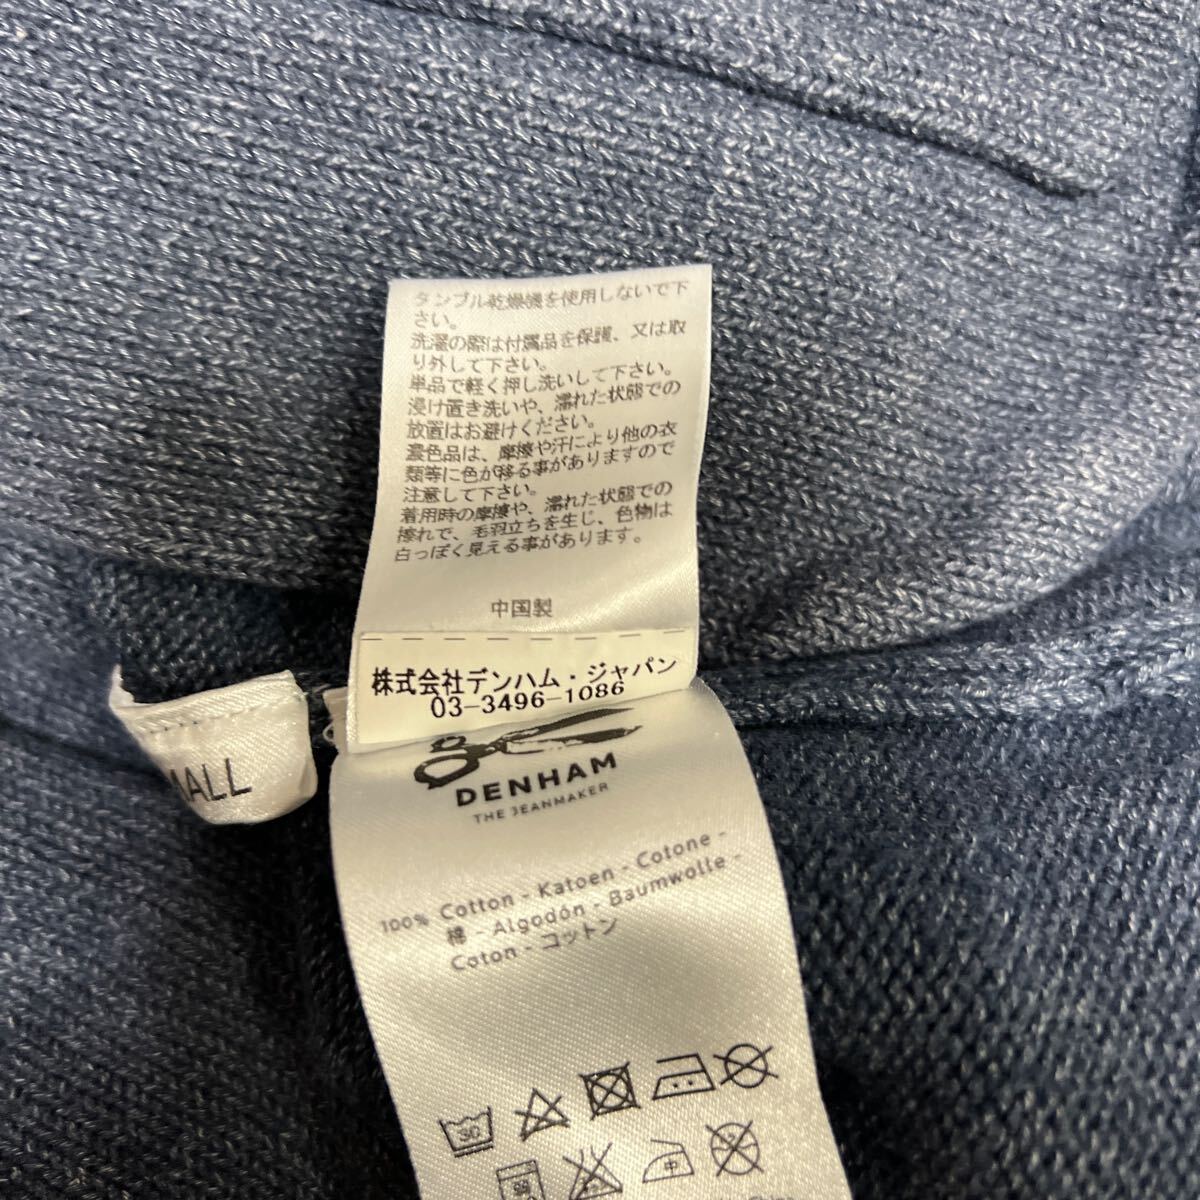 タンブル乾燥機を使用しないで下
さい。
洗濯の際は付属品を保護、又は取
り外して下さい。
単品で軽く押し洗いして下さい。
浸け置き洗いや、濡れた状態での
放置はお避けください。
濃色品は、摩擦や汗により他の衣
類等に色が移る事がありますので
注意して下さい。
着用時の摩擦や、濡れた状態での
擦れで、毛羽立ちを生じ、色物は
白っぽく見える事があります。
中国製
株式会社デンハム・ジャパン
03-3496-1086
MALL
DENHAM
THE JEANMAKER
100% Cotton - Katoen - Cotone -
棉 - Algodón - Baumwolle -
Coton - コットン
30
中